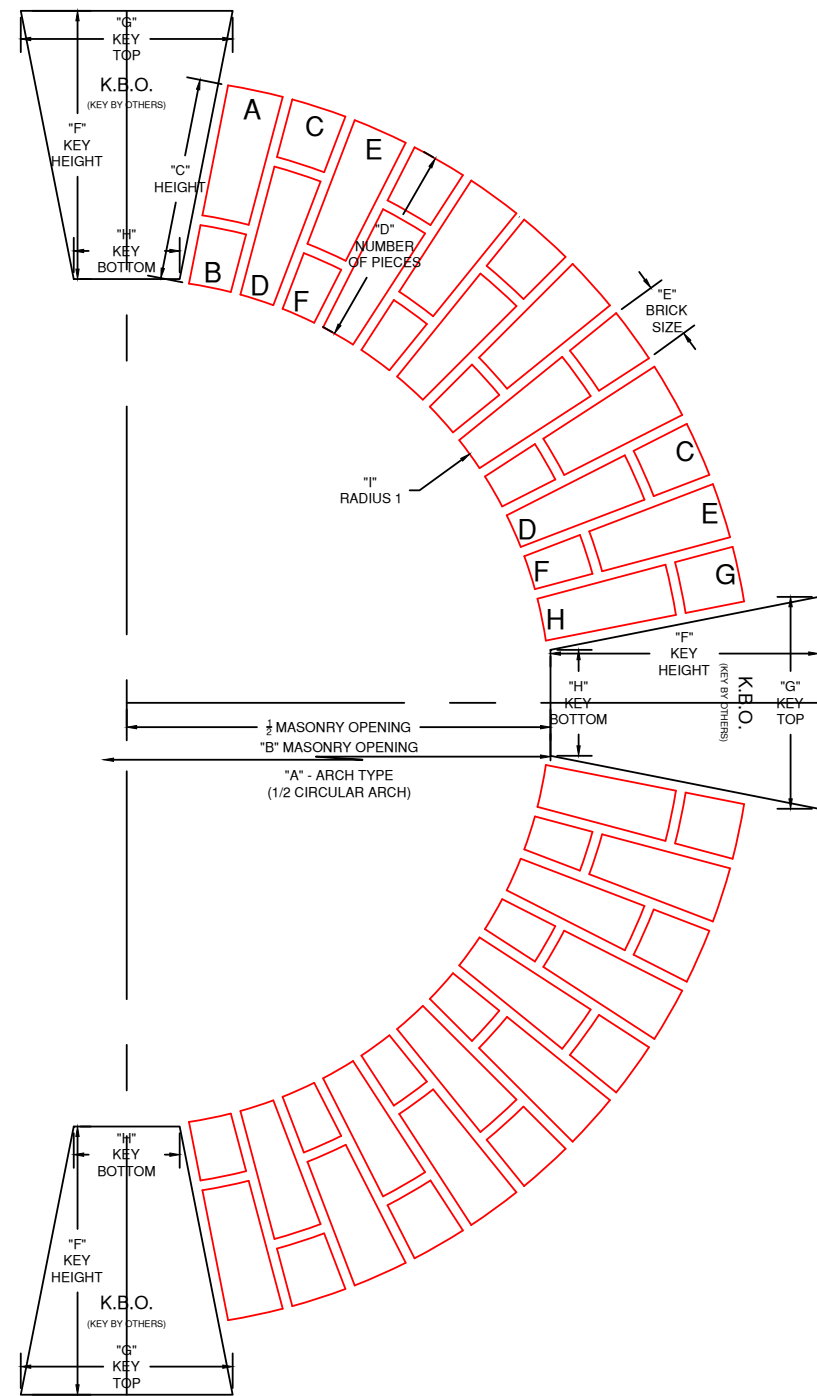 "G"
KEY
TOP
K.B.O.
(KEY BY OTHERS)
"F"
KEY
HEIGHT
"C"
HEIGHT
"H"
KEY
BOTTOM
A
C
E
B
D
F
"D"
NUMBER
OF PIECES
"E"
BRICK
SIZE
"I"
RADIUS 1
C
D
E
F
G
H
"F"
KEY
HEIGHT
"H"
KEY
BOTTOM
K.B.O.
(KEY BY OTHERS)
"G"
KEY
TOP
½ MASONRY OPENING
"B" MASONRY OPENING
"A" - ARCH TYPE
(1/2 CIRCULAR ARCH)
"H"
KEY
BOTTOM
"F"
KEY
HEIGHT
K.B.O.
(KEY BY OTHERS)
"G"
KEY
TOP